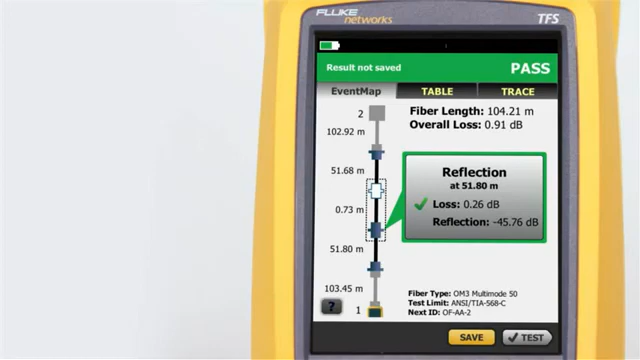 FLUKE
networks
TFS
Result not saved
PASS
EventMap
TABLE
TRACE
Fiber Length: 104.21 m
Overall Loss: 0.91 dB
2
102.92 m
51.68 m
0.73 m
51.80 m
103.45 m
1
Reflection
at 51.80 m
Loss: 0.26 dB
Reflection: -45.76 dB
Fiber Type: OM3 Multimode 50
Test Limit: ANSI/TIA-568-C
Next ID: OF-AA-2
?
SAVE
TEST